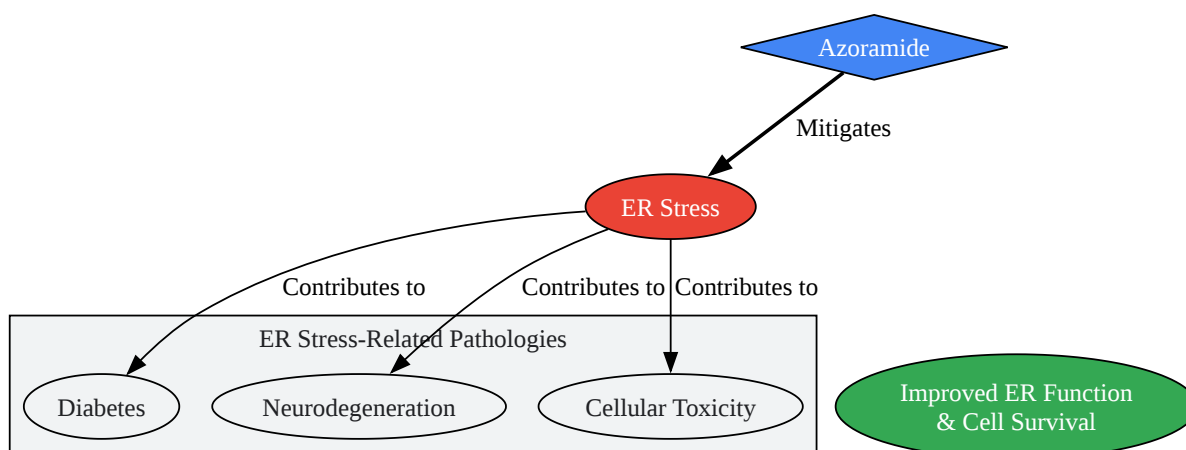 Azoramide
Mitigates
ER Stress
Contributes to
Contributes to
Contributes to
ER Stress-Related Pathologies
Diabetes
Neurodegeneration
Cellular Toxicity
Improved ER Function
& Cell Survival